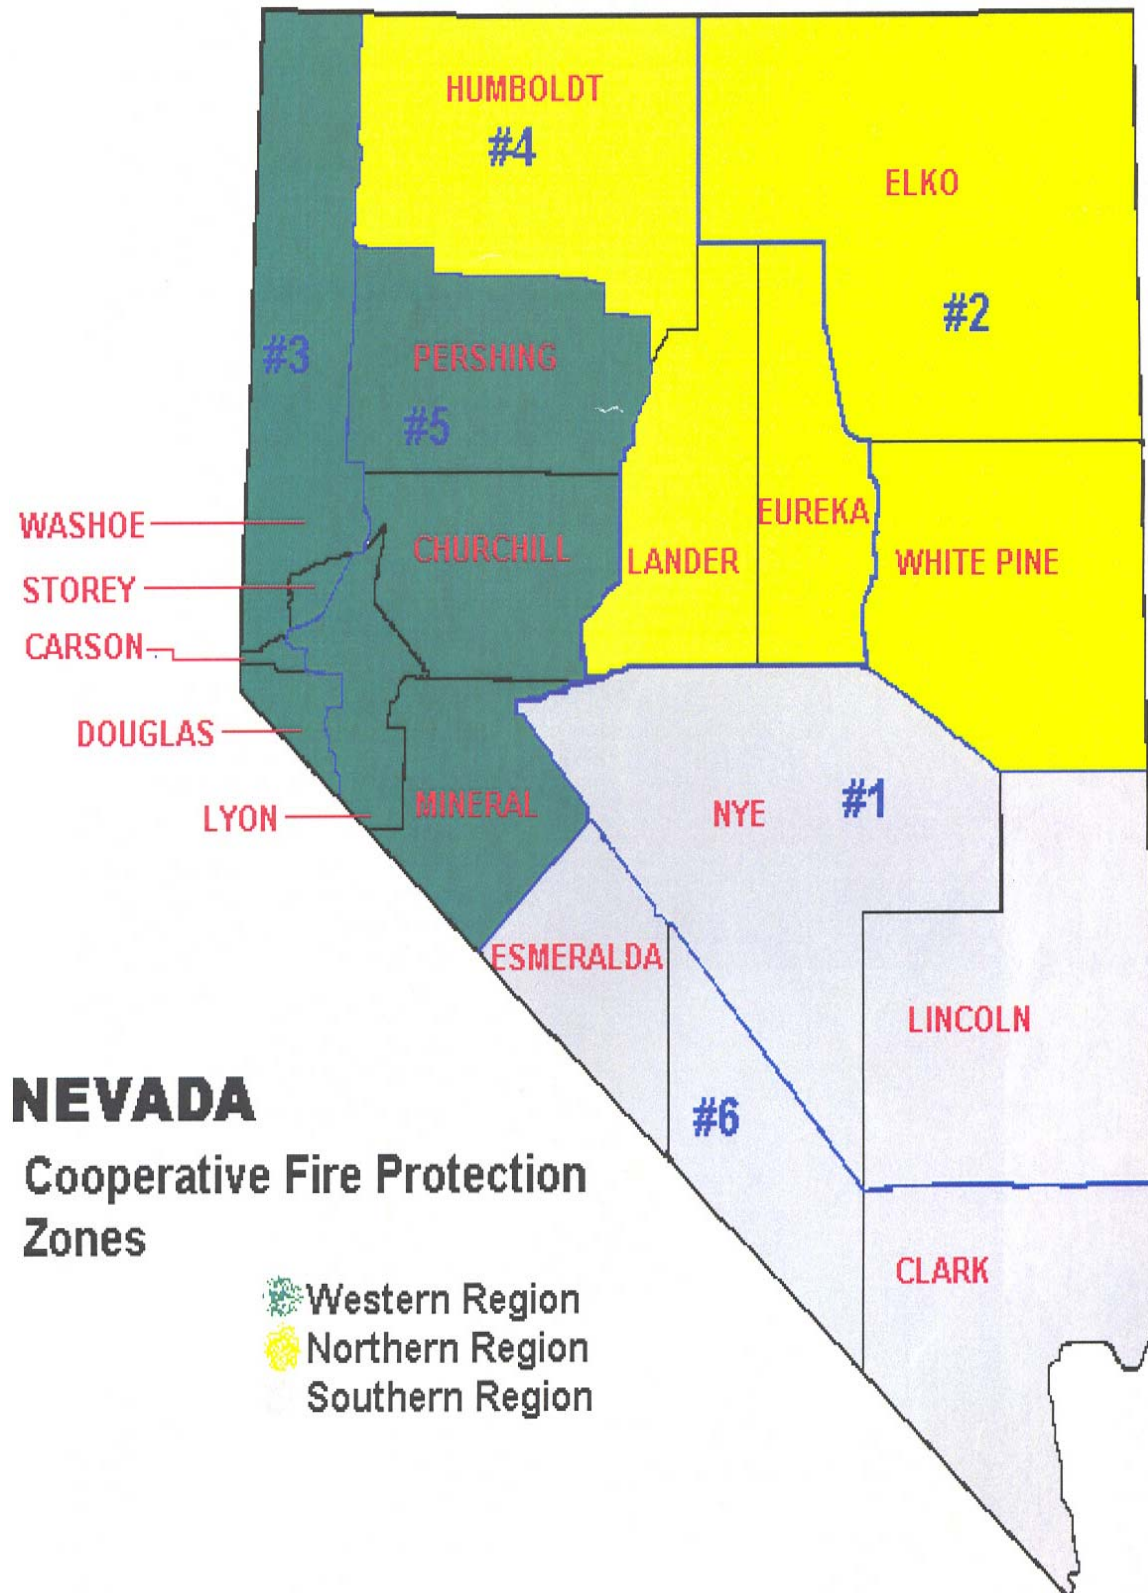 HUMBOLDT
#4
ELKO
#2
#3
PERSHING
#5
WASHOE
CHURCHILL
EUREKA
LANDER
WHITE PINE
STOREY
CARSON
DOUGLAS
LYON
MINERAL
NYE
#1
ESMERALDA
LINCOLN
#6
CLARK
NEVADA
Cooperative Fire Protection
Zones
Western Region
Northern Region
Southern Region